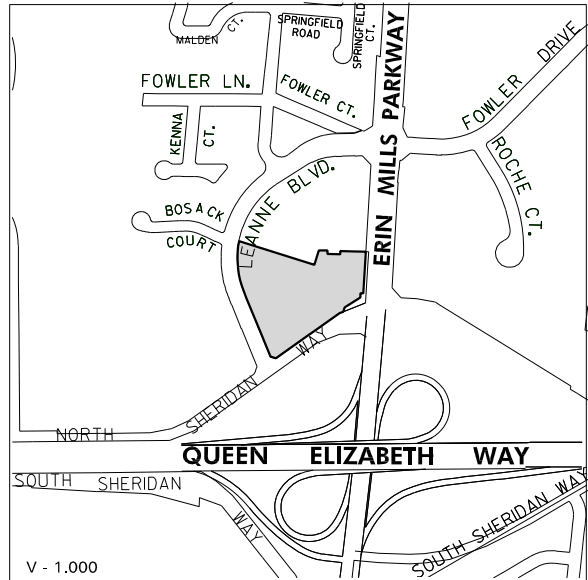 MALDEN CT.
SPRINGFIELD
ROAD
SPRINGFIELD
CT.
FOWLER LN.
FOWLER CT.
ERIN MILLS PARKWAY
FOWLER DRIVE
KENNA
CT.
ROCHE CT.
LEANNE BLVD.
BOSACK
COURT
NORTH SHERIDAN WAY
QUEEN ELIZABETH WAY
SOUTH SHERIDAN WAY
SOUTH SHERIDAN WAY
V - 1.000